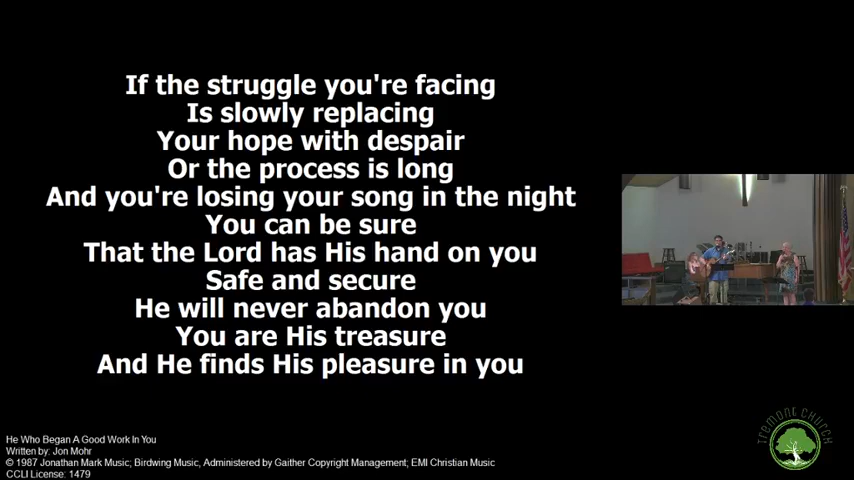 If the struggle you're facing
Is slowly replacing
Your hope with despair
Or the process is long
And you're losing your song in the night
You can be sure
That the Lord has His hand on you
Safe and secure
He will never abandon you
You are His treasure
And He finds His pleasure in you
He Who Began A Good Work In You
Written by: Jon Mohr
© 1987 Jonathan Mark Music; Birdwing Music, Administered by Gaither Copyright Management; EMI Christian Music
CCLI License: 1479
TREMONT CHURCH